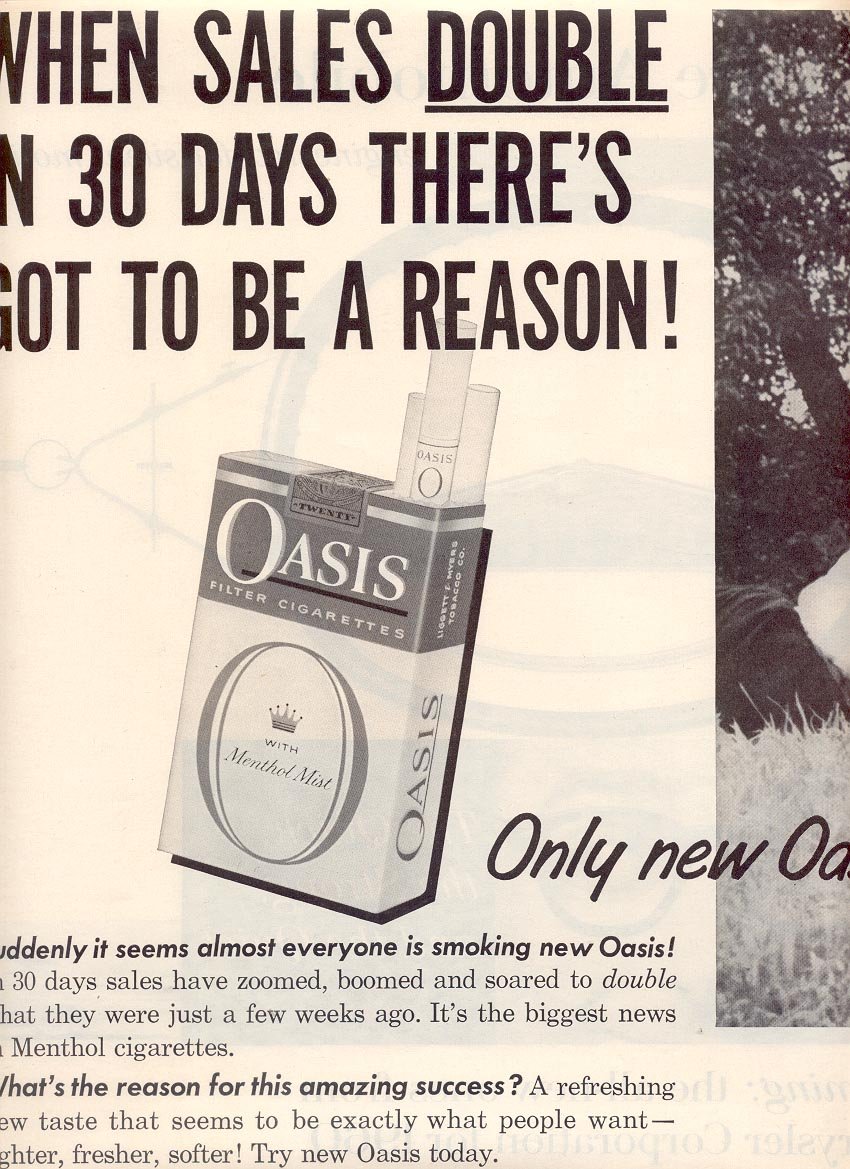 WHEN SALES DOUBLE
N 30 DAYS THERE'S
GOT TO BE A REASON!
OASIS
O
TWENTY
OASIS
FILTER CIGARETTES
LIGGETT & MYERS
TOBACCO CO.
WITH
Menthol Mist
OASIS
Only new Oas
uddenly it seems almost everyone is smoking new Oasis!
n 30 days sales have zoomed, boomed and soared to double
hat they were just a few weeks ago. It's the biggest news
n Menthol cigarettes.
What's the reason for this amazing success? A refreshing
ew taste that seems to be exactly what people want—
ghter, fresher, softer! Try new Oasis today.